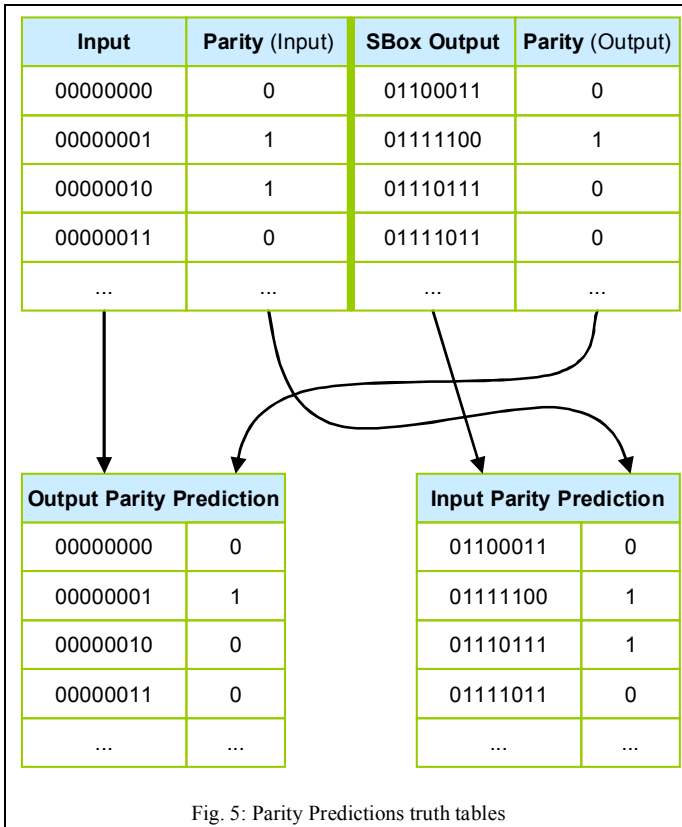 Input Parity (Input) SBox Output Parity (Output)
00000000 0 01100011 0
00000001 1 01111100 1
00000010 1 01110111 0
00000011 0 01111011 0
... ... ... ...
Output Parity Prediction Input Parity Prediction
00000000 0 01100011 0
00000001 1 01111100 1
00000010 0 01110111 1
00000011 0 01111011 0
... ... ... ...
Fig. 5: Parity Predictions truth tables